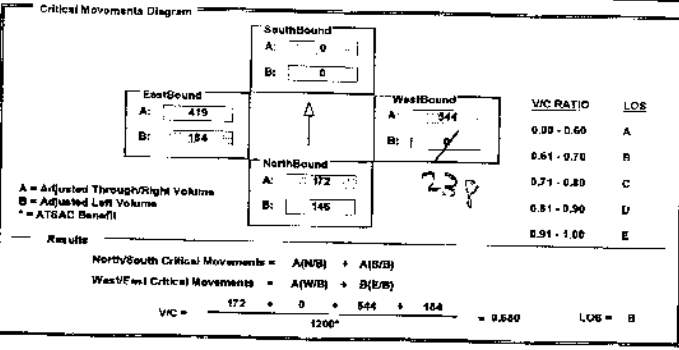 Critical Movements Diagram
SouthBound
A: 0
B: 0
EastBound
A: 419
B: 184
WestBound
A: 544
B: 0
238
NorthBound
A: 172
B: 146
V/C RATIO LOS
0.00 - 0.60 A
0.61 - 0.70 B
0.71 - 0.80 C
0.81 - 0.90 D
0.91 - 1.00 E
A = Adjusted Through/Right Volume
B = Adjusted Left Volume
* = ATSAC Benefit
Results
North/South Critical Movements = A(N/B) + A(S/B)
West/East Critical Movements = A(W/B) + B(E/B)
V/C = 172 + 0 + 544 + 184 = 0.680 LOS = B
1200*